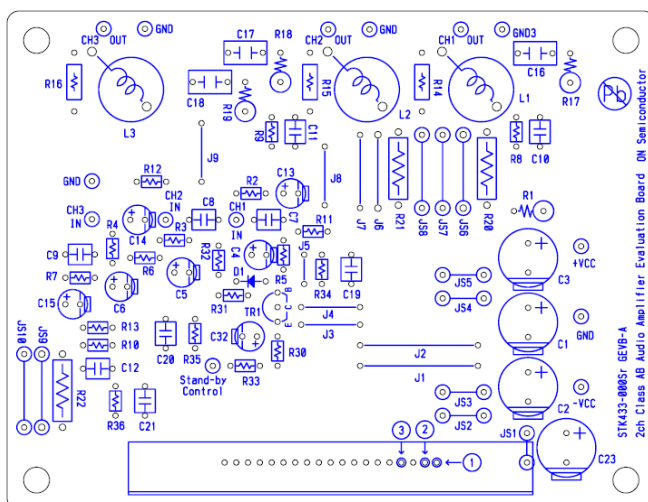 CH3 OUT GND C17 R18 CH2 OUT GND CH1 OUT GND3
C16
R16 C18 R15 R14 R17
R19 Pb
L3 L2 L1
R9 C11 R8 C10
J9 J8 J7 J6 R21 JS8 JS7 JS6 R20
R12 R2 C13
GND CH2 IN C8 CH1 IN C7 R1
CH3 IN C14 R3 R11
R4 R32 C4 J5 +VCC
C9 R6 C5 R5 C3
R7 D1 R34 C19 JS5
C15 C6 R31 TR1 B C E JS4
J4 GND
R13 C32 J3 C1
JS10 JS9 R10 C20 R35 R30 J2
C12 R33 J1
Stand-by
Control
R22 JS3 -VCC
R36 C21 JS2 C2
JS1
3 2 1 C23
STK433-000Sr GEVB-A
2ch Class AB Audio Amplifier Evaluation Board ON Semiconductor